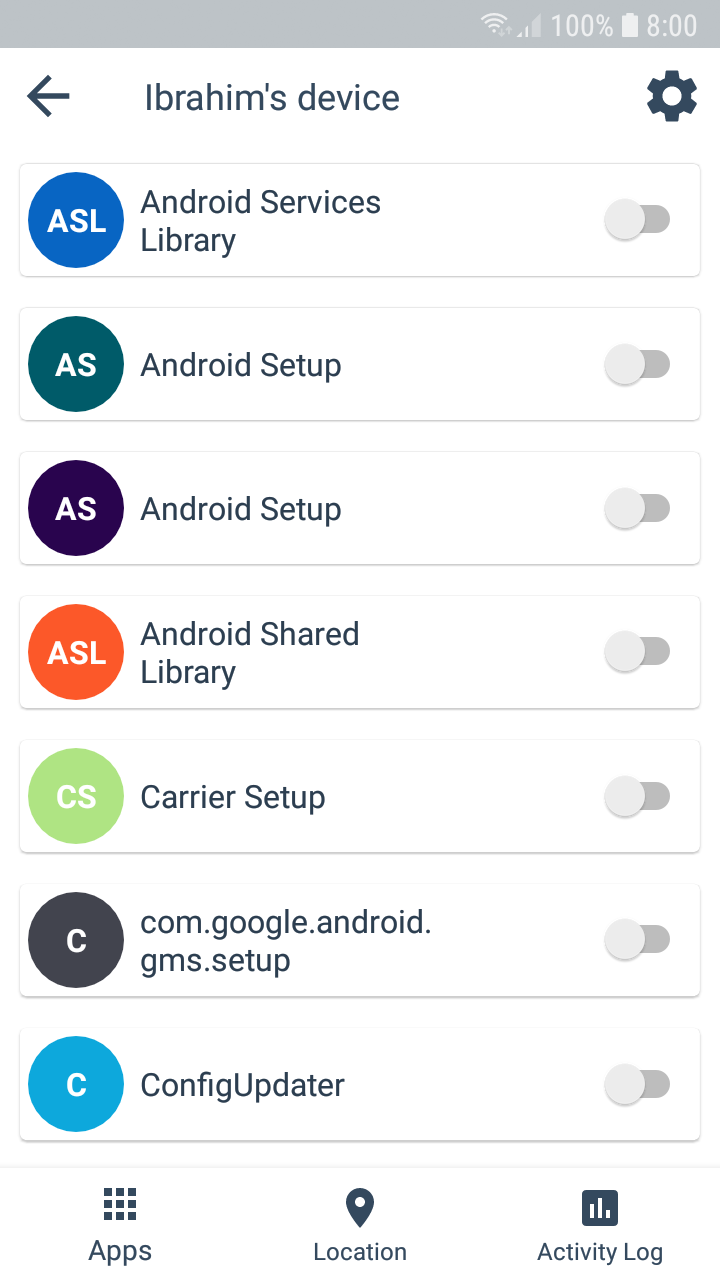 100% 8:00
Ibrahim's device
ASL
Android Services
Library
AS
Android Setup
AS
Android Setup
ASL
Android Shared
Library
CS
Carrier Setup
C
com.google.android.
gms.setup
C
ConfigUpdater
Apps
Location
Activity Log